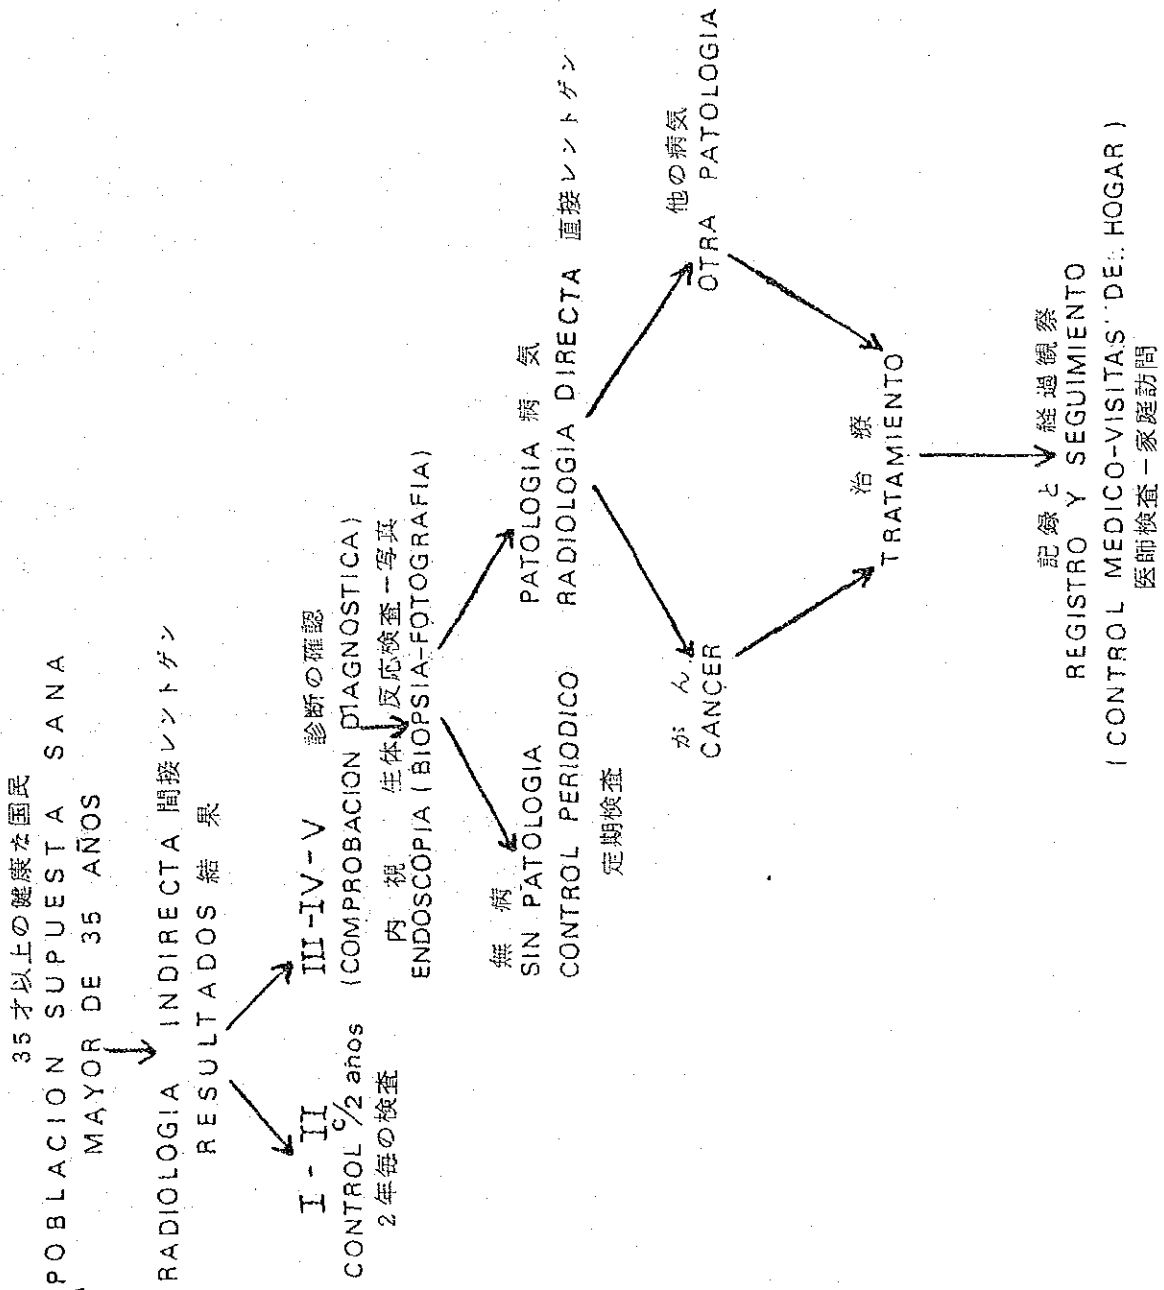 35才以上の健康な国民
POBLACION SUPUESTA SANA
MAYOR DE 35 AÑOS
RADIOLOGIA INDIRECTA 間接レントゲン
RESULTADOS 結果
I - II
CONTROL c/2 años
2年毎の検査
III-IV-V
診断の確認
(COMPROBACION DIAGNOSTICA)
内視 生体反応検査-写真
ENDOSCOPIA (BIOPSIA-FOTOGRAFIA)
無病
SIN PATOLOGIA
CONTROL PERIODICO
定期検査
PATOLOGIA 病気
RADIOLOGIA DIRECTA 直接レントゲン
がん
CANCER
他の病気
OTRA PATOLOGIA
治療
TRATAMIENTO
記録と経過観察
REGISTRO Y SEGUIMIENTO
(CONTROL MEDICO-VISITAS DE HOGAR)
医師検査-家庭訪問